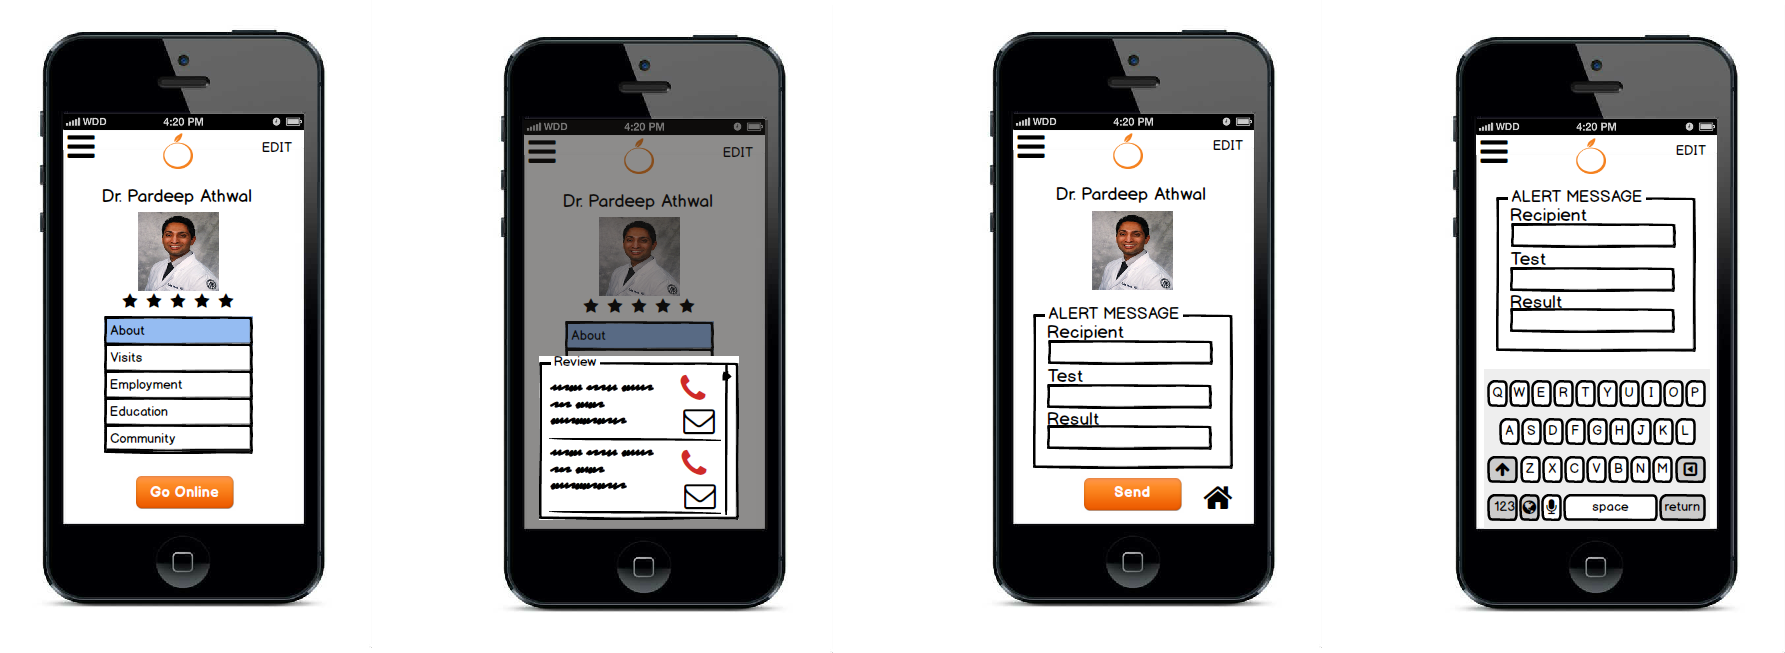 WDD 4:20 PM
EDIT
Dr. Pardeep Athwal
About
Visits
Employment
Education
Community
Go Online
WDD 4:20 PM
EDIT
Dr. Pardeep Athwal
About
Review
WDD 4:20 PM
EDIT
Dr. Pardeep Athwal
ALERT MESSAGE
Recipient
Test
Result
Send
WDD 4:20 PM
EDIT
ALERT MESSAGE
Recipient
Test
Result
Q W E R T Y U I O P
A S D F G H J K L
Z X C V B N M
123 space return